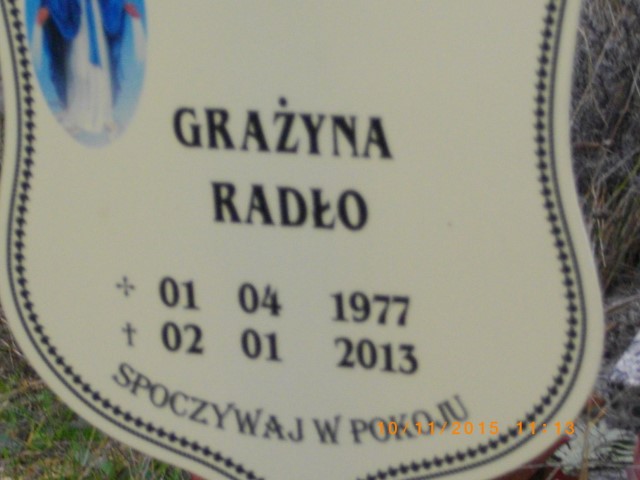 GRAŻYNA
RADŁO
✢ 01 04 1977
† 02 01 2013
SPOCZYWAJ W POKOJU
10/11/2015 11:13